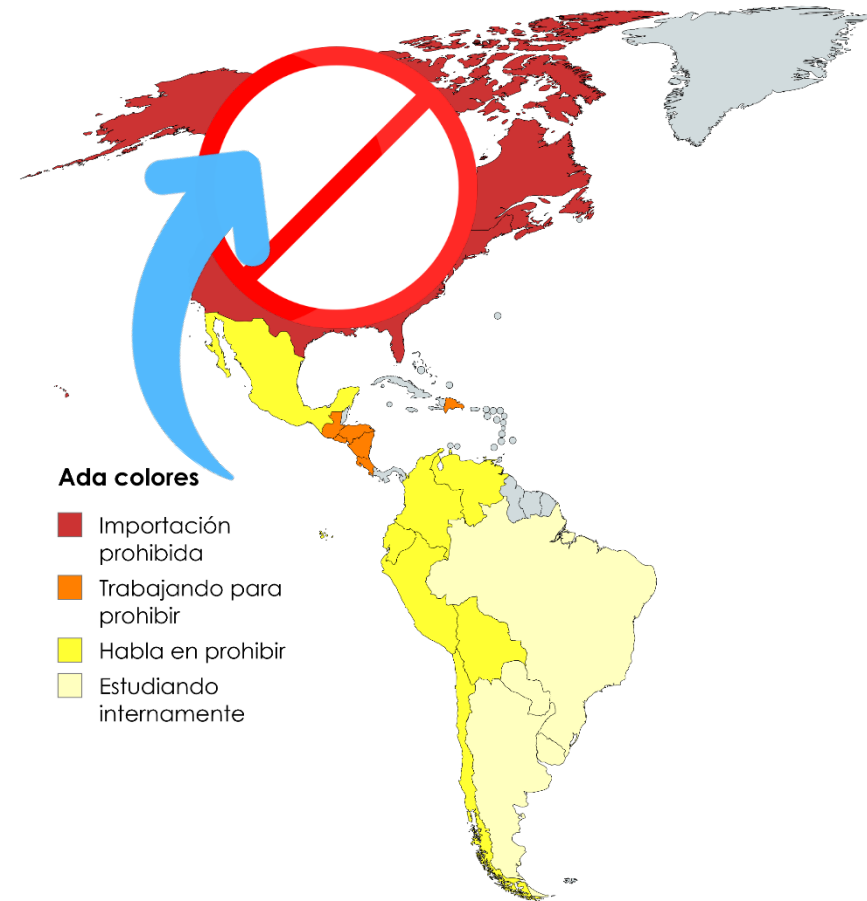 Ada colores
Importación
prohibida
Trabajando para
prohibir
Habla en prohibir
Estudiando
internamente